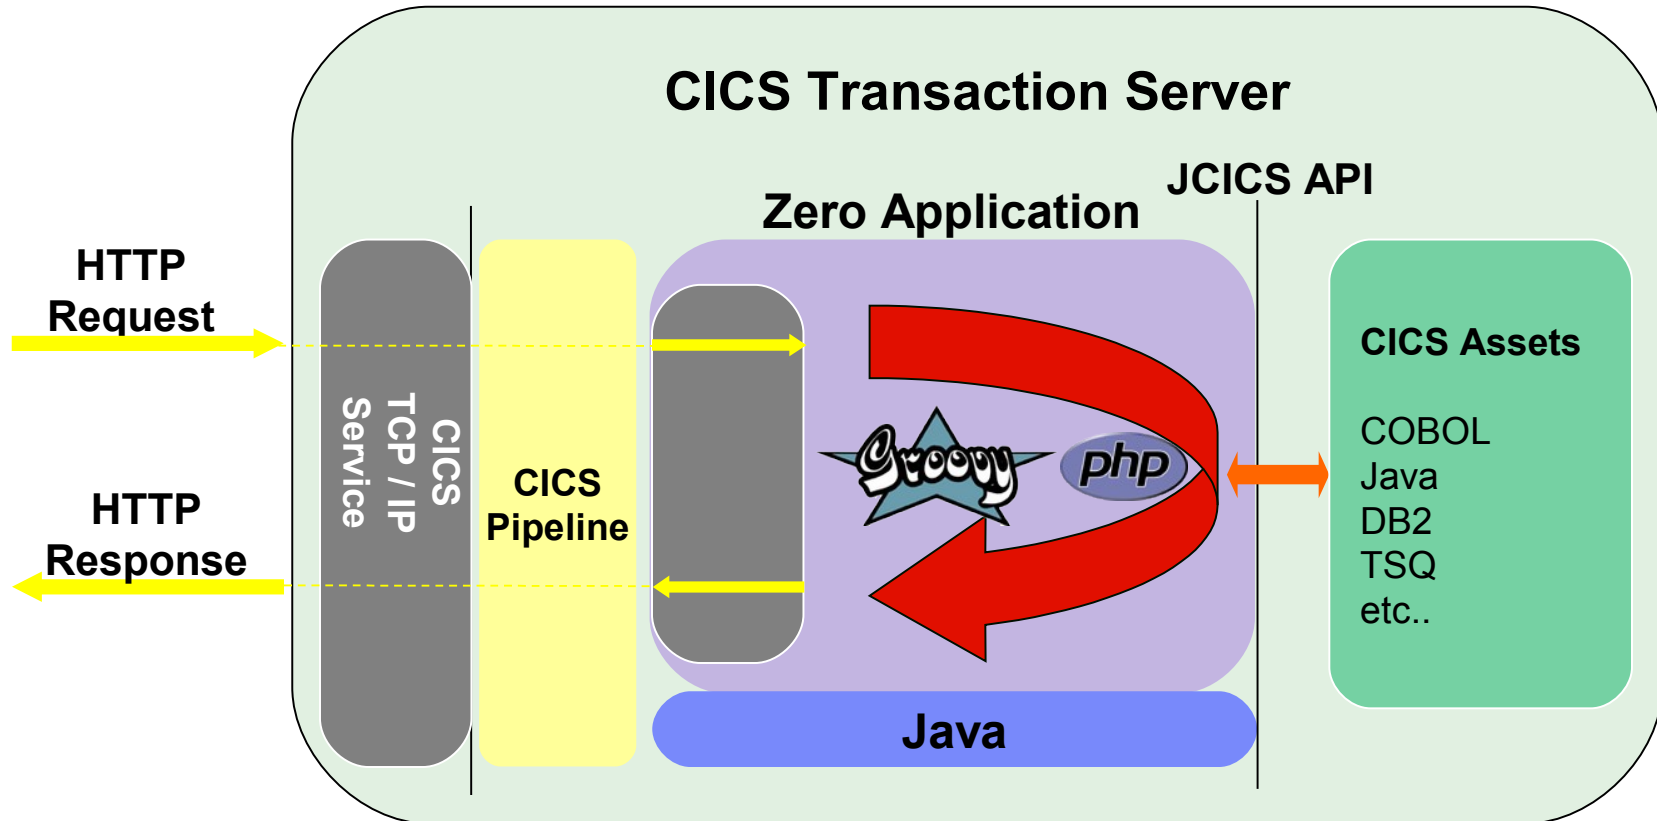 CICS Transaction Server
JCICS API
Zero Application
HTTP
Request
HTTP
Response
CICS
TCP / IP
Service
CICS
Pipeline
Groovy
php
Java
CICS Assets
COBOL
Java
DB2
TSQ
etc..